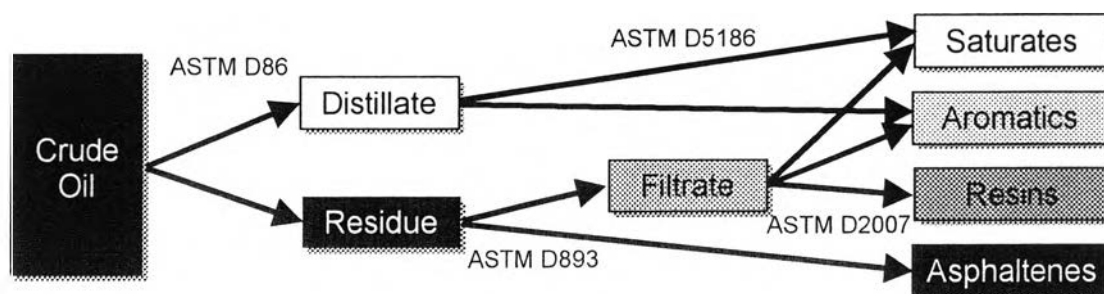 ASTM D5186
Saturates
ASTM D86
Distillate
Aromatics
Crude
Oil
Filtrate
Resins
Residue
ASTM D2007
ASTM D893
Asphaltenes